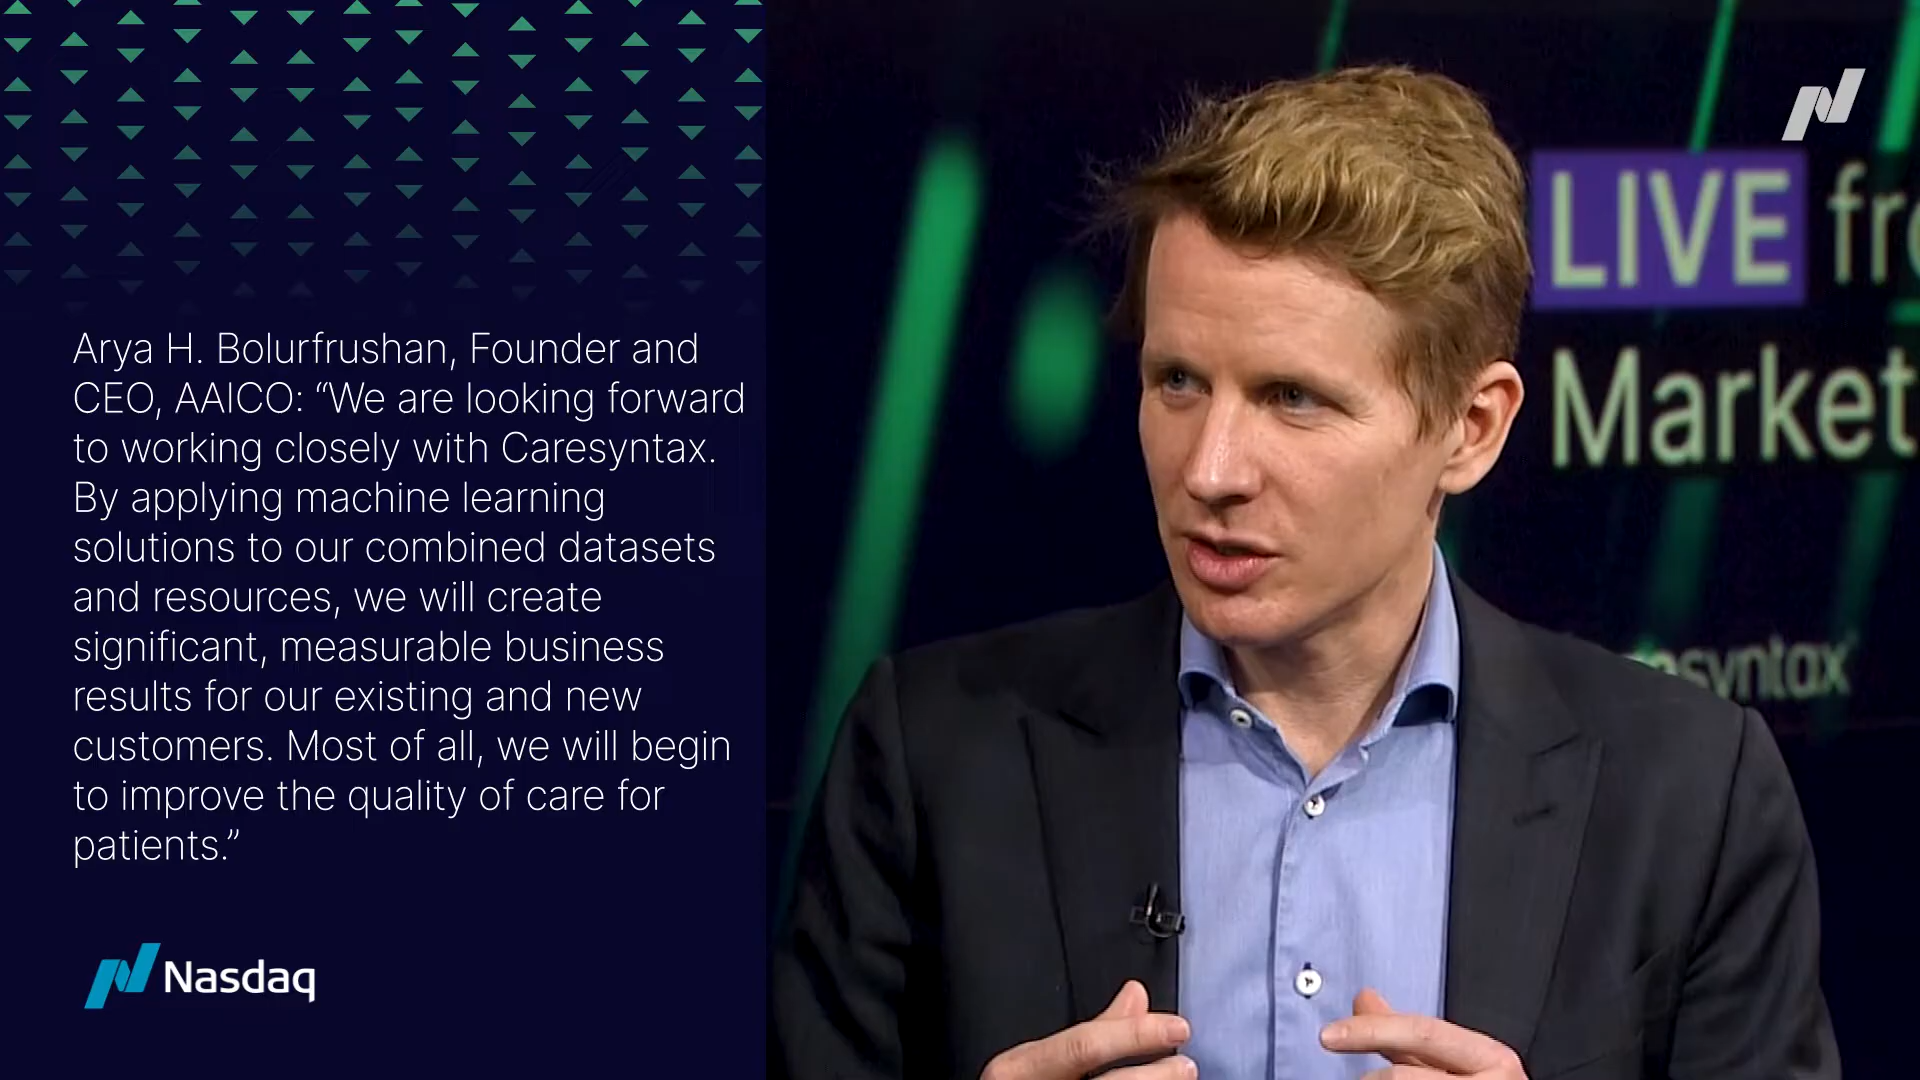 Arya H. Bolurfrushan, Founder and
CEO, AAICO: “We are looking forward
to working closely with Caresyntax.
By applying machine learning
solutions to our combined datasets
and resources, we will create
significant, measurable business
results for our existing and new
customers. Most of all, we will begin
to improve the quality of care for
patients.”
Nasdaq
LIVE
Market